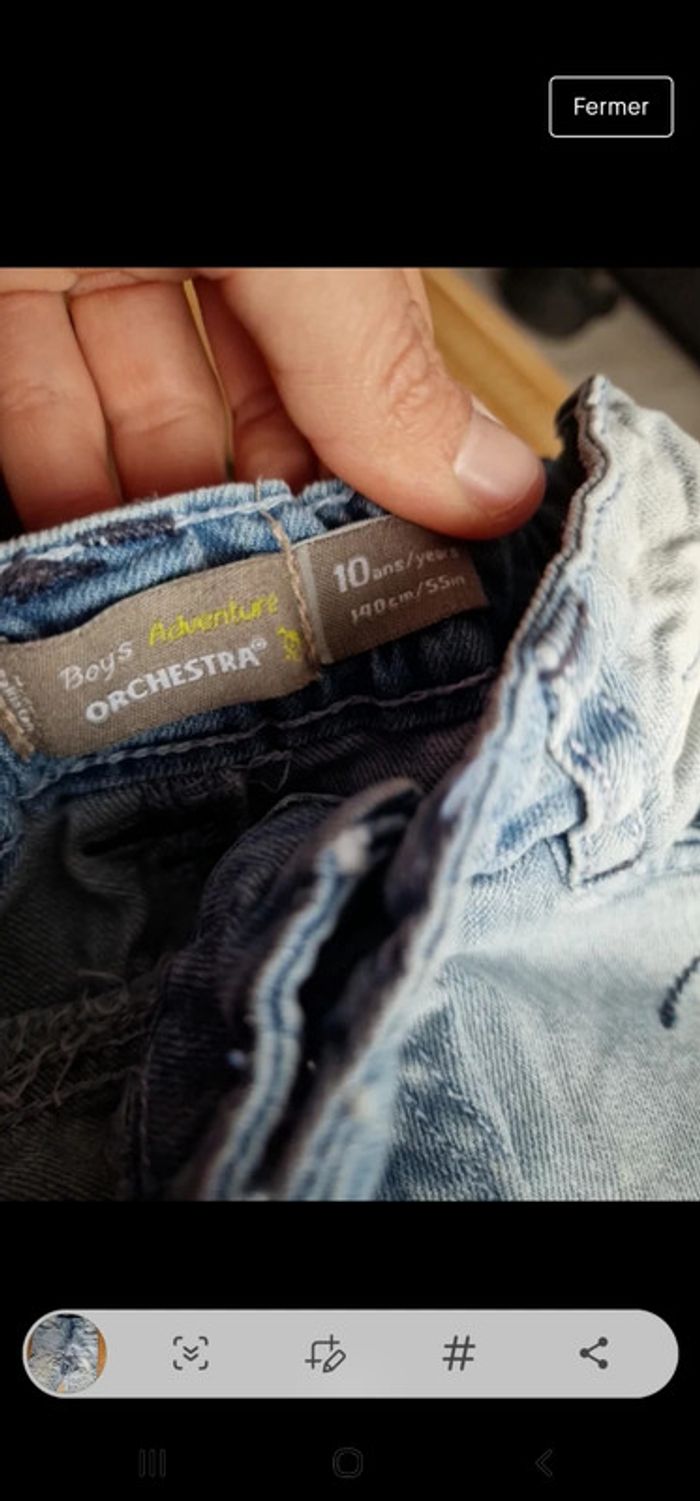 Fermer
10 ans/years
140cm/55in
Boys Adventure
ORCHESTRA®